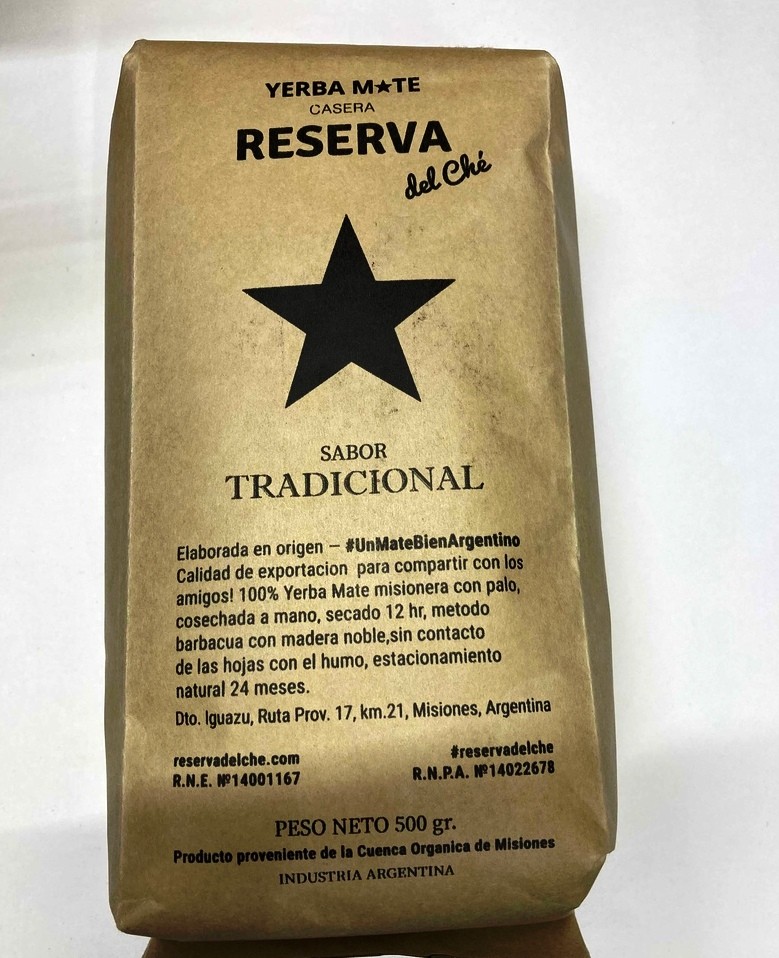 YERBA M★TE
CASERA
RESERVA
del Ché
SABOR
TRADICIONAL
Elaborada en origen – #UnMateBienArgentino
Calidad de exportacion para compartir con los
amigos! 100% Yerba Mate misionera con palo,
cosechada a mano, secado 12 hr, metodo
barbacua con madera noble,sin contacto
de las hojas con el humo, estacionamiento
natural 24 meses.
Dto. Iguazu, Ruta Prov. 17, km.21, Misiones, Argentina
reservadelche.com
R.N.E. Nº14001167
#reservadelche
R.N.P.A. Nº14022678
PESO NETO 500 gr.
Producto proveniente de la Cuenca Organica de Misiones
INDUSTRIA ARGENTINA